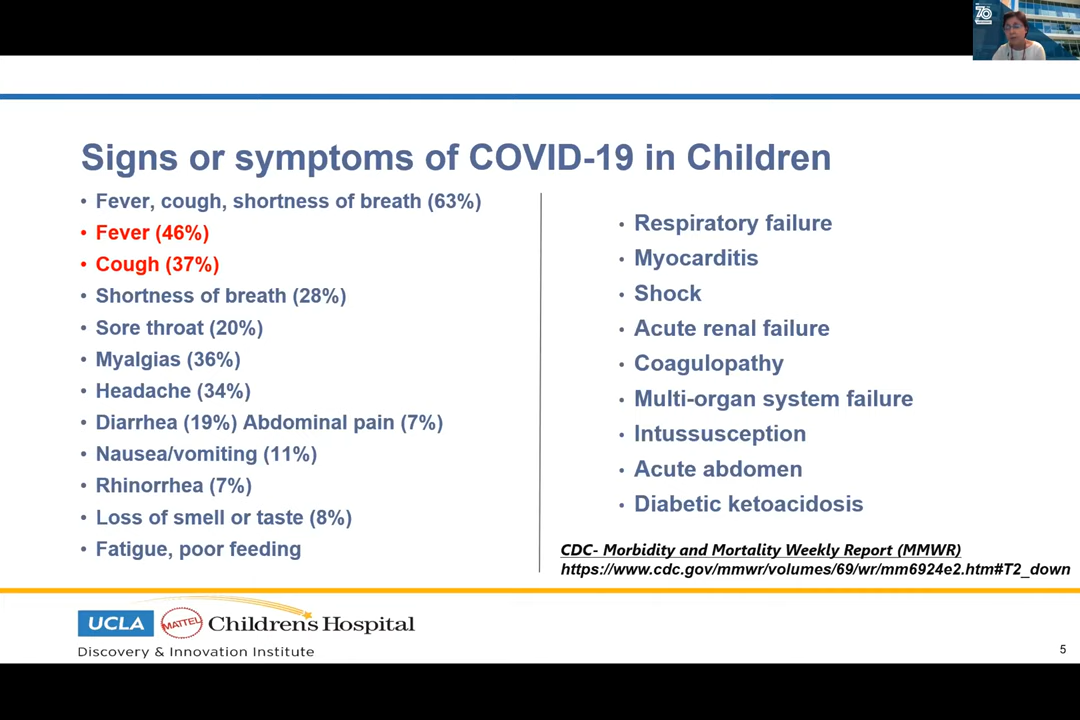 70
Signs or symptoms of COVID-19 in Children
• Fever, cough, shortness of breath (63%)
• Fever (46%)
• Cough (37%)
• Shortness of breath (28%)
• Sore throat (20%)
• Myalgias (36%)
• Headache (34%)
• Diarrhea (19%) Abdominal pain (7%)
• Nausea/vomiting (11%)
• Rhinorrhea (7%)
• Loss of smell or taste (8%)
• Fatigue, poor feeding
• Respiratory failure
• Myocarditis
• Shock
• Acute renal failure
• Coagulopathy
• Multi-organ system failure
• Intussusception
• Acute abdomen
• Diabetic ketoacidosis
CDC- Morbidity and Mortality Weekly Report (MMWR)
https://www.cdc.gov/mmwr/volumes/69/wr/mm6924e2.htm#T2_down
UCLA MATTEL Childrens Hospital
Discovery & Innovation Institute
5